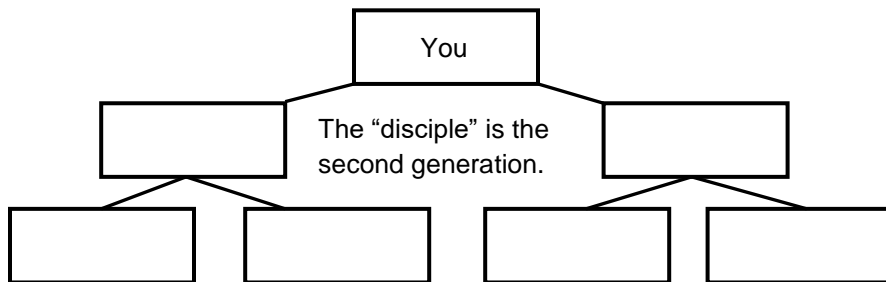 You
The “disciple” is the
second generation.